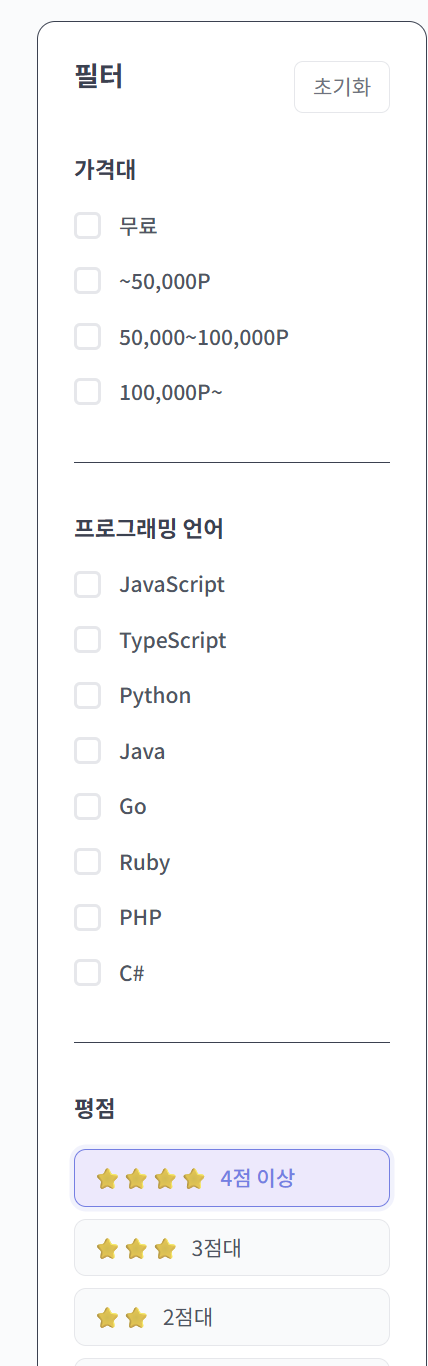 필터
초기화
가격대
무료
~50,000P
50,000~100,000P
100,000P~
프로그래밍 언어
JavaScript
TypeScript
Python
Java
Go
Ruby
PHP
C#
평점
4점 이상
3점대
2점대